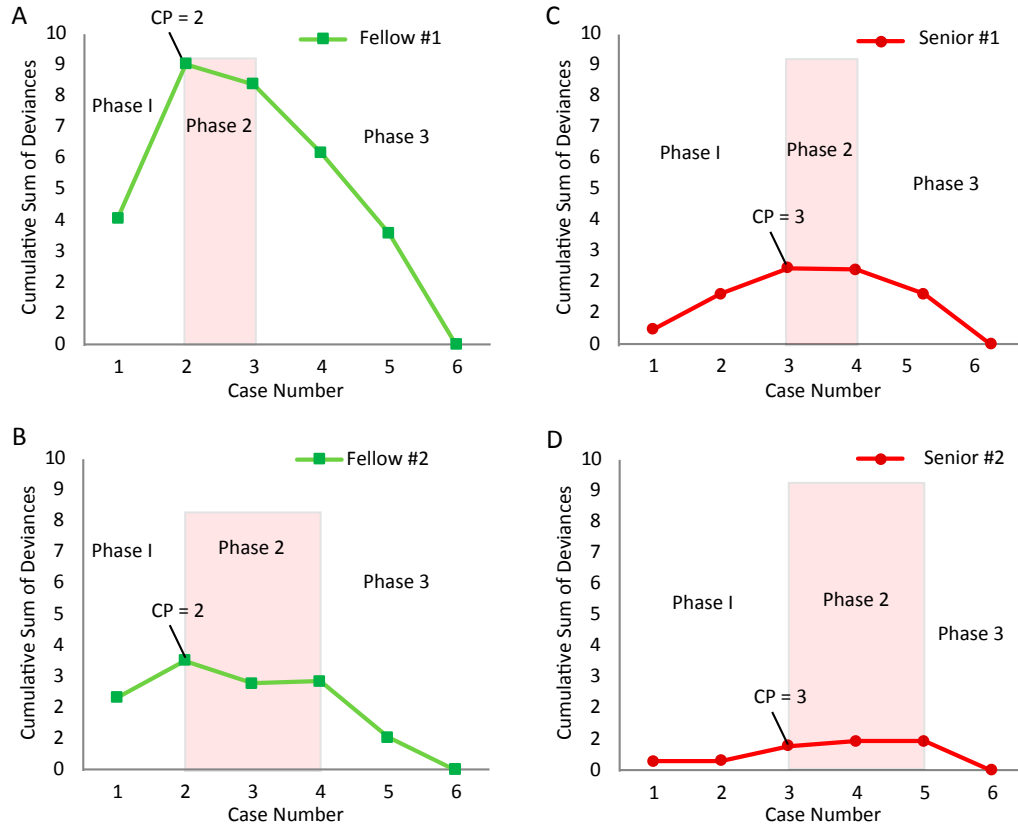 A
CP = 2
Fellow #1
10
9
8
7
6
5
4
3
2
2
0
Cumulative Sum of Deviances
Phase I
Phase 2
Phase 3
1 2 3 4 5 6
Case Number
B
Fellow #2
10
9
8
7
6
5
4
3
2
2
0
Cumulative Sum of Deviances
Phase I
Phase 2
Phase 3
CP = 2
1 2 3 4 5 6
Case Number
C
Senior #1
10
9
8
7
6
5
4
3
2
2
0
Cumulative Sum of Deviances
Phase I
Phase 2
Phase 3
CP = 3
1 2 3 4 5 6
Case Number
D
Senior #2
10
9
8
7
6
5
4
3
2
2
0
Cumulative Sum of Deviances
Phase I
Phase 2
Phase 3
CP = 3
1 2 3 4 5 6
Case Number